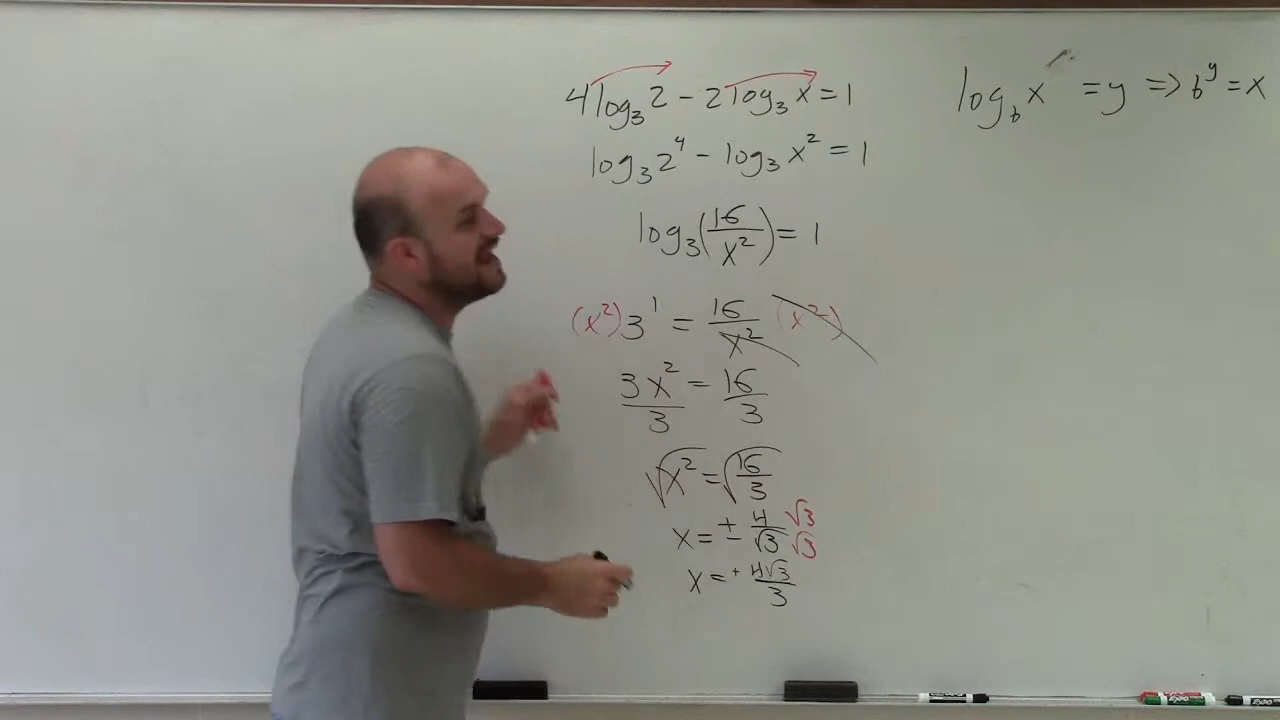 4log₃2 - 2log₃x = 1
log_b x = y => b^y = x
log₃2⁴ - log₃x² = 1
log₃(16/x²) = 1
(x²)3¹ = 16/x² (x²)
3x²/3 = 16/3
√x² = √16/3
x = ± 4/√3 √3/√3
x = + 4√3/3
EXPO
EXPO